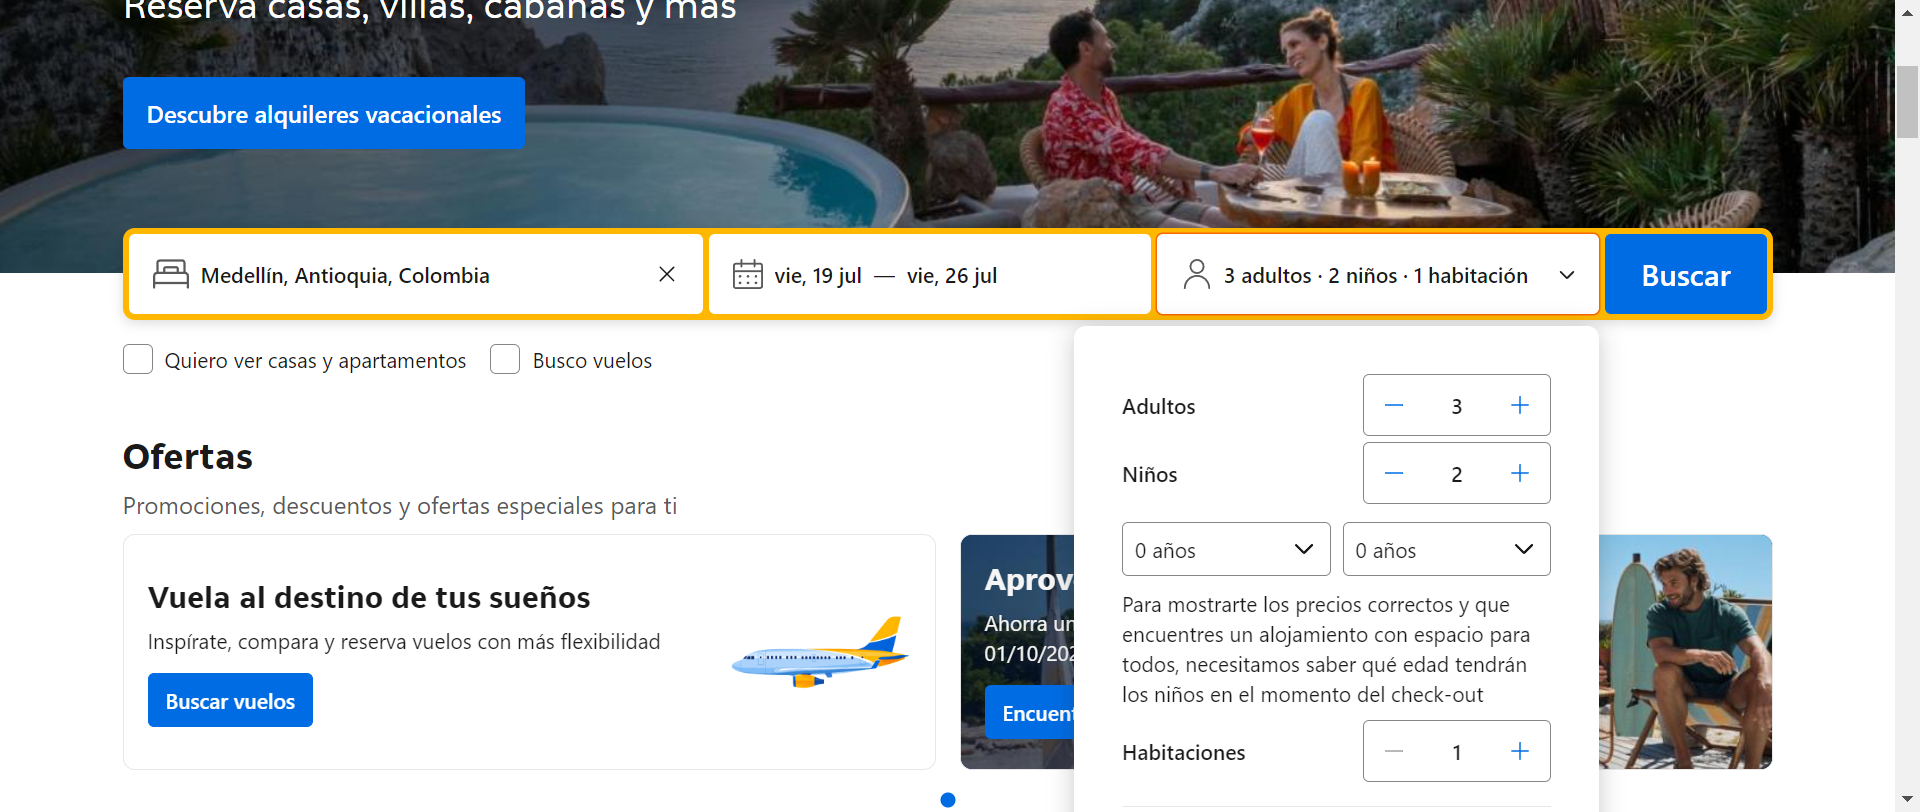 Reserva casas, villas, cabañas y más
Descubre alquileres vacacionales
Medellín, Antioquia, Colombia
vie, 19 jul — vie, 26 jul
3 adultos · 2 niños · 1 habitación
Buscar
Quiero ver casas y apartamentos
Busco vuelos
Adultos
3
Niños
2
0 años
0 años
Para mostrarte los precios correctos y que
encuentres un alojamiento con espacio para
todos, necesitamos saber qué edad tendrán
los niños en el momento del check-out
Habitaciones
1
Ofertas
Promociones, descuentos y ofertas especiales para ti
Vuela al destino de tus sueños
Inspírate, compara y reserva vuelos con más flexibilidad
Buscar vuelos
Aprov
Ahorra un
01/10/202
Encuent